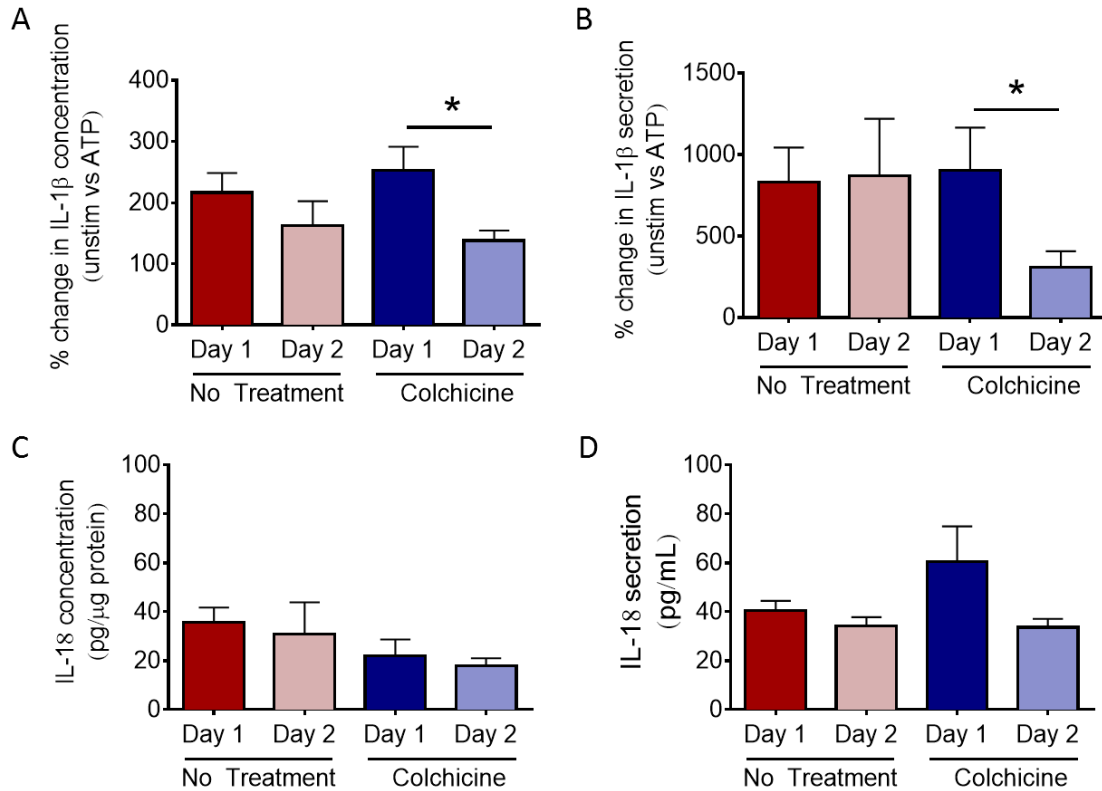 A
% change in IL-1β concentration
(unstim vs ATP)
400
300
200
100
0
*
Day 1 Day 2 Day 1 Day 2
No Treatment Colchicine
B
% change in IL-1β secretion
(unstim vs ATP)
1500
1000
500
0
*
Day 1 Day 2 Day 1 Day 2
No Treatment Colchicine
C
IL-18 concentration
(pg/µg protein)
100
80
60
40
20
0
Day 1 Day 2 Day 1 Day 2
No Treatment Colchicine
D
IL-18 secretion
(pg/mL)
100
80
60
40
20
0
Day 1 Day 2 Day 1 Day 2
No Treatment Colchicine